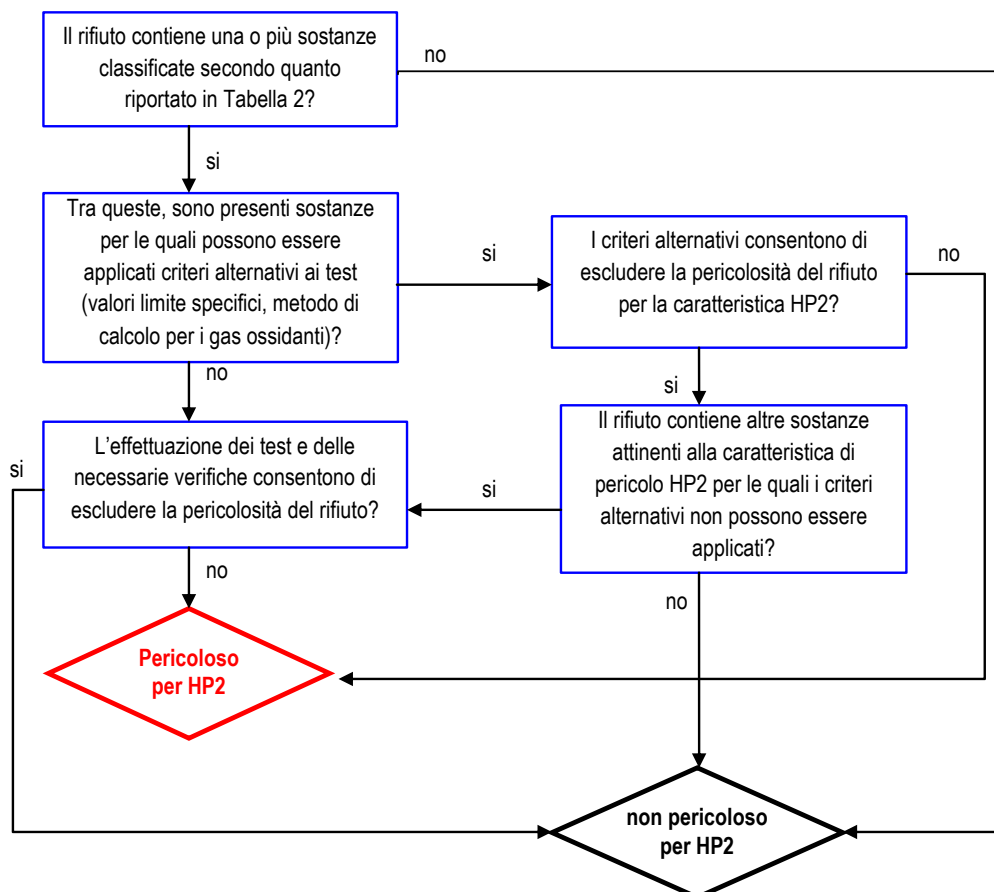 Il rifiuto contiene una o più sostanze
classificate secondo quanto
riportato in Tabella 2?
no
si
Tra queste, sono presenti sostanze
per le quali possono essere
applicati criteri alternativi ai test
(valori limite specifici, metodo di
calcolo per i gas ossidanti)?
si
I criteri alternativi consentono di
escludere la pericolosità del rifiuto
per la caratteristica HP2?
no
no
si
L'effettuazione dei test e delle
necessarie verifiche consentono di
escludere la pericolosità del rifiuto?
si
si
Il rifiuto contiene altre sostanze
attinenti alla caratteristica di
pericolo HP2 per le quali i criteri
alternativi non possono essere
applicati?
no
no
Pericoloso
per HP2
non pericoloso
per HP2